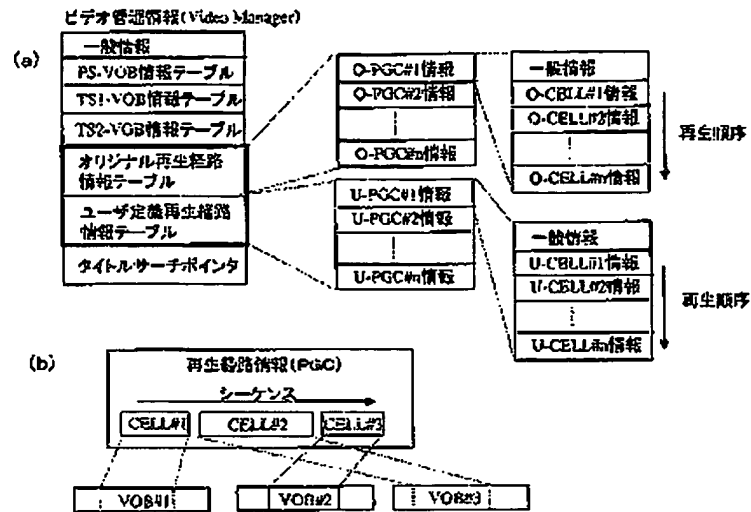 ビデオ管理情報(Video Manager)
(a)
一般情報
PS-VOB情報テーブル
TS1-VOB情報テーブル
TS2-VOB情報テーブル
オリジナル再生経路
情報テーブル
ユーザ定義再生経路
情報テーブル
タイトルサーチポインタ
O-PGC#1情報
O-PGC#2情報
O-PGC#n情報
U-PGC#1情報
U-PGC#2情報
U-PGC#n情報
一般情報
O-CELL#1情報
O-CELL#3情報
O-CELL#n情報
再生順序
一般情報
U-CELL#1情報
U-CELL#2情報
U-CELL#n情報
再生順序
(b)
再生経路情報(PGC)
シーケンス
CELL#1
CELL#2
CELL#3
VOB#1
VOB#2
VOB#3